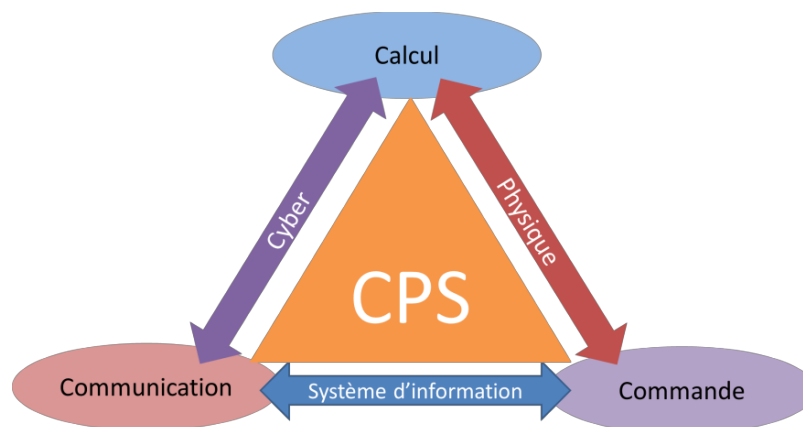 Calcul
Cyber
Physique
CPS
Communication
Système d’information
Commande